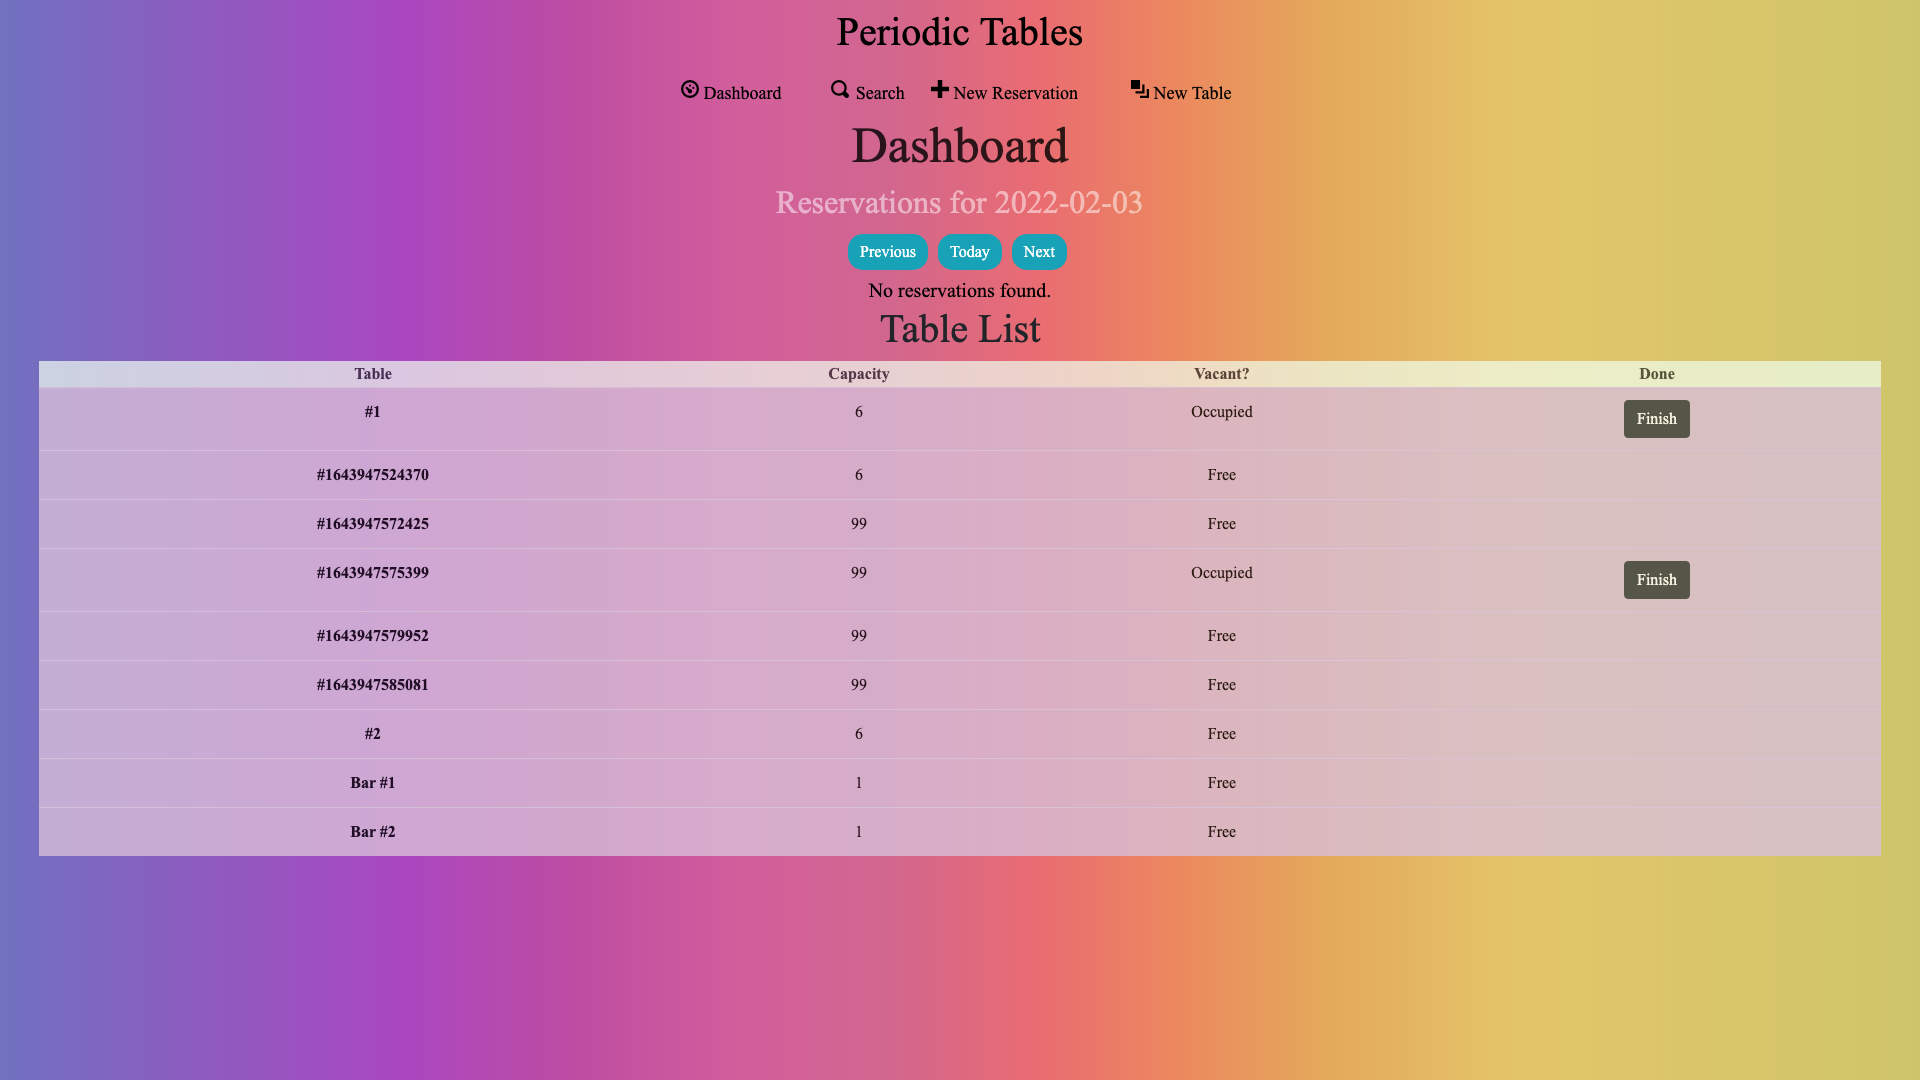 Periodic Tables
Dashboard Search New Reservation New Table
Dashboard
Reservations for 2022-02-03
Previous Today Next
No reservations found.
Table List
Table Capacity Vacant? Done
#1 6 Occupied Finish
#1643947524370 6 Free
#1643947572425 99 Free
#1643947575399 99 Occupied Finish
#1643947579952 99 Free
#1643947585081 99 Free
#2 6 Free
Bar #1 1 Free
Bar #2 1 Free